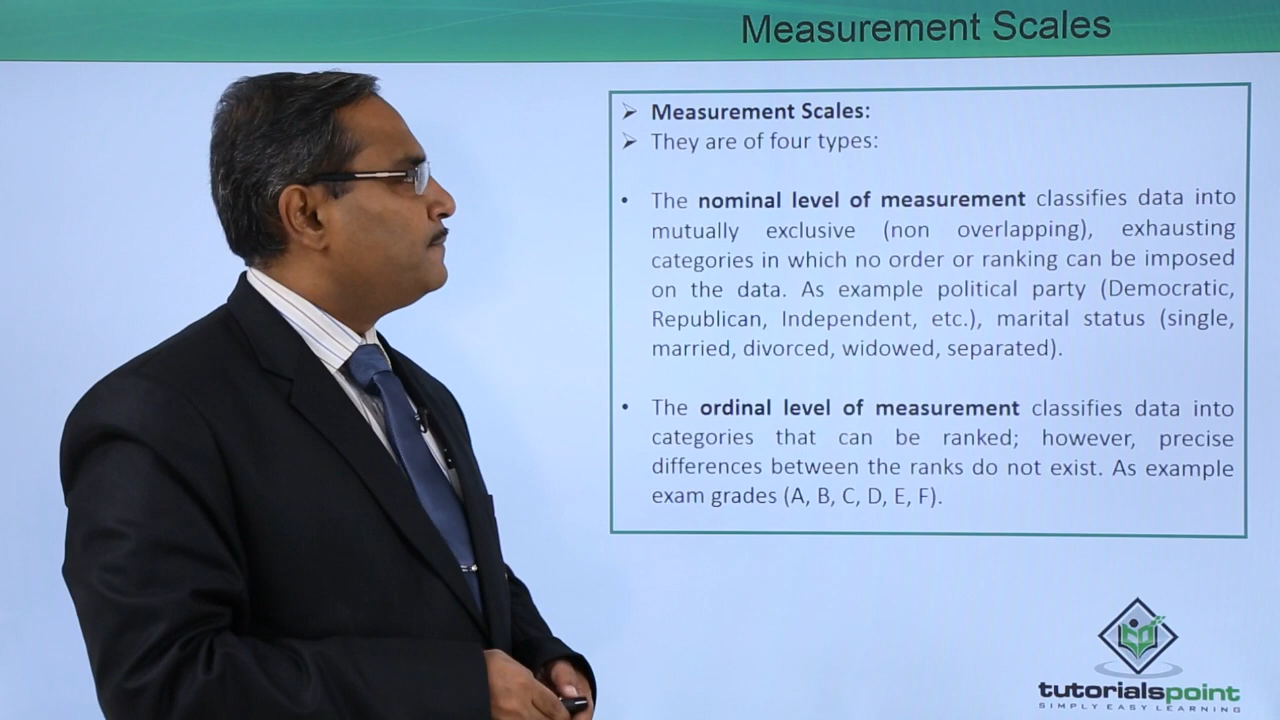 Measurement Scales
➢ Measurement Scales:
➢ They are of four types:
• The nominal level of measurement classifies data into
mutually exclusive (non overlapping), exhausting
categories in which no order or ranking can be imposed
on the data. As example political party (Democratic,
Republican, Independent, etc.), marital status (single,
married, divorced, widowed, separated).
• The ordinal level of measurement classifies data into
categories that can be ranked; however, precise
differences between the ranks do not exist. As example
exam grades (A, B, C, D, E, F).
tutorialspoint
SIMPLY EASY LEARNING